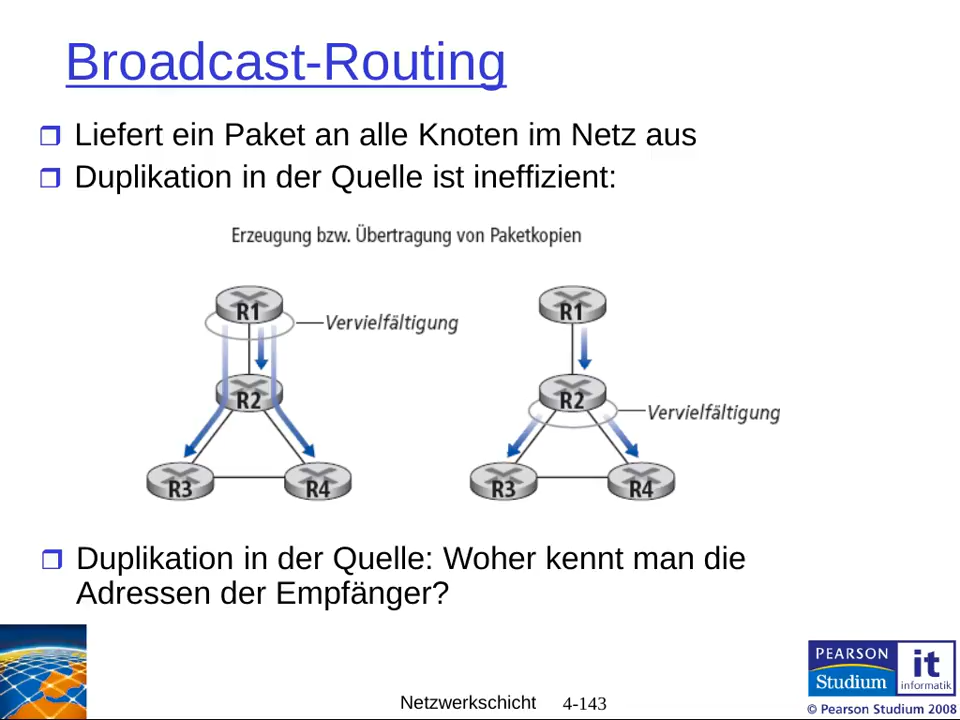 Broadcast-Routing
Liefert ein Paket an alle Knoten im Netz aus
Duplikation in der Quelle ist ineffizient:
Erzeugung bzw. Übertragung von Paketkopien
R1
Vervielfältigung
R2
R3
R4
R1
R2
Vervielfältigung
R3
R4
Duplikation in der Quelle: Woher kennt man die
Adressen der Empfänger?
Netzwerkschicht 4-143
PEARSON
Studium
it
informatik
© Pearson Studium 2008